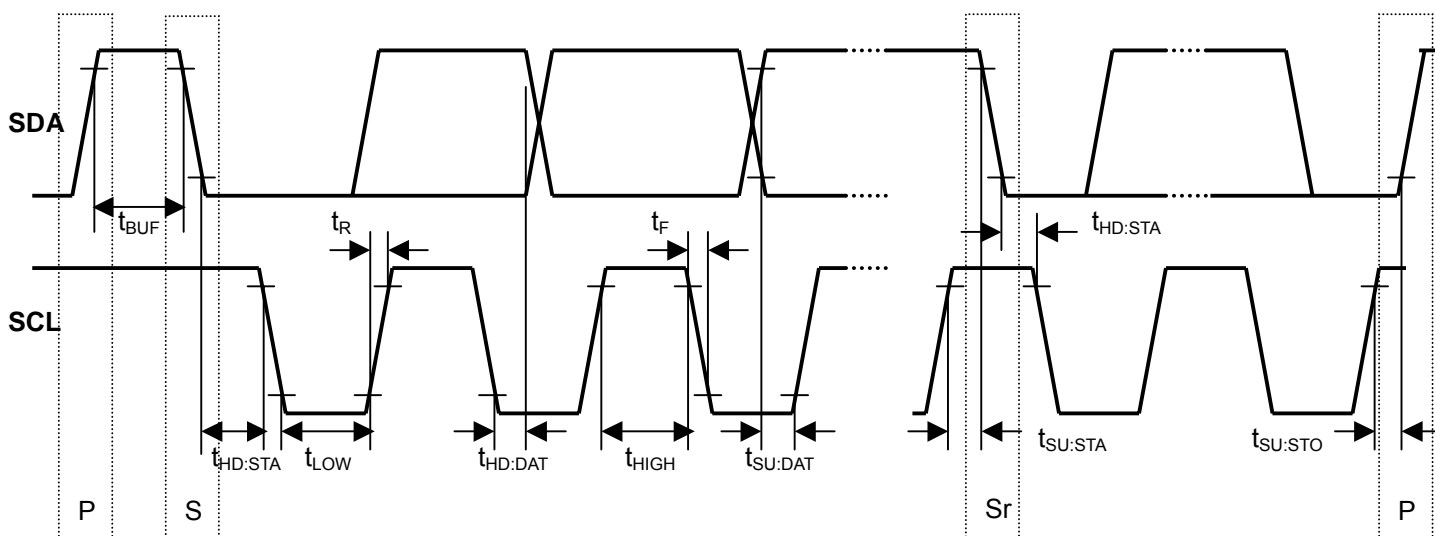 SDA
tBUF
tR
tF
tHD:STA
SCL
tHD:STA
tLOW
tHD:DAT
tHIGH
tSU:DAT
tSU:STA
tSU:STO
P
S
Sr
P